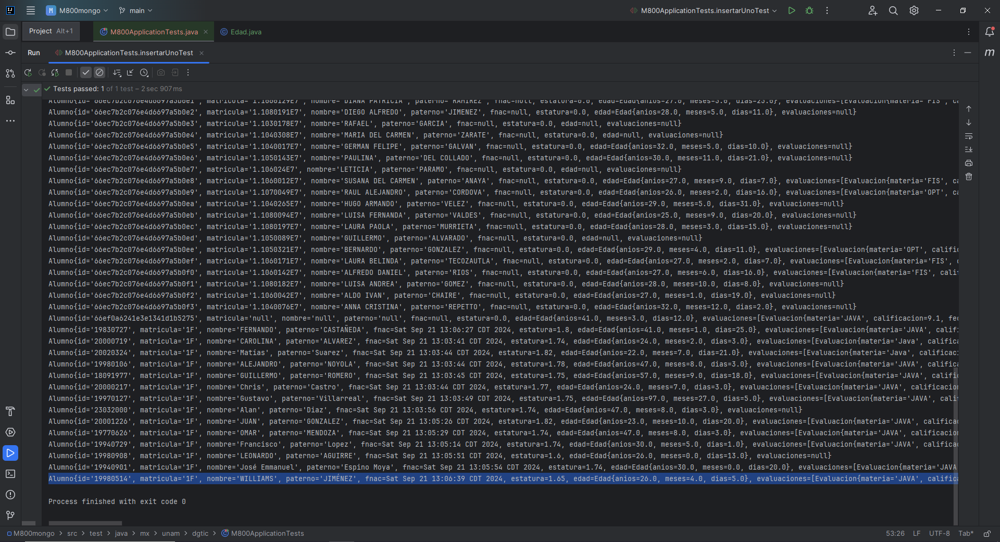 M M800mongo main M800ApplicationTests.insertarUnoTest
Project Alt+1 M800ApplicationTests.java Edad.java
Run M800ApplicationTests.insertarUnoTest
Tests passed: 1 of 1 test – 2 sec 907 ms
Alumno{id='66ec7b2c076e4d6697a5b0e1', matricula='1.1060129E7', nombre='DIANA PATRICIA', paterno='RAMIREZ', fnac=null, estatura=0.0, edad=Edad{anios=27.0, meses=3.0, dias=23.0}, evaluaciones=[Evaluacion{materia='FIS', ca
Alumno{id='66ec7b2c076e4d6697a5b0e2', matricula='1.1080191E7', nombre='DIEGO ALFREDO', paterno='JIMENEZ', fnac=null, estatura=0.0, edad=Edad{anios=28.0, meses=5.0, dias=11.0}, evaluaciones=null}
Alumno{id='66ec7b2c076e4d6697a5b0e3', matricula='1.1030178E7', nombre='RAFAEL', paterno='GARCIA', fnac=null, estatura=0.0, edad=null, evaluaciones=null}
Alumno{id='66ec7b2c076e4d6697a5b0e4', matricula='1.1040308E7', nombre='MARIA DEL CARMEN', paterno='ZARATE', fnac=null, estatura=0.0, edad=null, evaluaciones=null}
Alumno{id='66ec7b2c076e4d6697a5b0e5', matricula='1.1040017E7', nombre='GERMAN FELIPE', paterno='GALVAN', fnac=null, estatura=0.0, edad=Edad{anios=32.0, meses=5.0, dias=10.0}, evaluaciones=null}
Alumno{id='66ec7b2c076e4d6697a5b0e6', matricula='1.1050143E7', nombre='PAULINA', paterno='DEL COLLADO', fnac=null, estatura=0.0, edad=Edad{anios=30.0, meses=11.0, dias=21.0}, evaluaciones=null}
Alumno{id='66ec7b2c076e4d6697a5b0e7', matricula='1.106024E7', nombre='LETICIA', paterno='PARAMO', fnac=null, estatura=0.0, edad=null, evaluaciones=null}
Alumno{id='66ec7b2c076e4d6697a5b0e8', matricula='1.1060012E7', nombre='SUSANA DEL CARMEN', paterno='ANAYA', fnac=null, estatura=0.0, edad=Edad{anios=27.0, meses=9.0, dias=7.0}, evaluaciones=[Evaluacion{materia='FIS', ca
Alumno{id='66ec7b2c076e4d6697a5b0e9', matricula='1.1070049E7', nombre='RAUL ALEJANDRO', paterno='CORDOVA', fnac=null, estatura=0.0, edad=Edad{anios=26.0, meses=2.0, dias=16.0}, evaluaciones=[Evaluacion{materia='OPT', ca
Alumno{id='66ec7b2c076e4d6697a5b0ea', matricula='1.1040265E7', nombre='HUGO ARMANDO', paterno='VELEZ', fnac=null, estatura=0.0, edad=Edad{anios=29.0, meses=5.0, dias=31.0}, evaluaciones=null}
Alumno{id='66ec7b2c076e4d6697a5b0eb', matricula='1.1080094E7', nombre='LUISA FERNANDA', paterno='VALDES', fnac=null, estatura=0.0, edad=Edad{anios=25.0, meses=9.0, dias=20.0}, evaluaciones=null}
Alumno{id='66ec7b2c076e4d6697a5b0ec', matricula='1.1080197E7', nombre='LAURA PAOLA', paterno='MURRIETA', fnac=null, estatura=0.0, edad=Edad{anios=28.0, meses=3.0, dias=15.0}, evaluaciones=null}
Alumno{id='66ec7b2c076e4d6697a5b0ed', matricula='1.1050089E7', nombre='GUILLERMO', paterno='ALVARADO', fnac=null, estatura=0.0, edad=null, evaluaciones=null}
Alumno{id='66ec7b2c076e4d6697a5b0ee', matricula='1.1050321E7', nombre='BERNARDO', paterno='GONZALEZ', fnac=null, estatura=0.0, edad=Edad{anios=29.0, meses=4.0, dias=11.0}, evaluaciones=[Evaluacion{materia='OPT', califica
Alumno{id='66ec7b2c076e4d6697a5b0ef', matricula='1.1060171E7', nombre='LAURA BELINDA', paterno='TECOZAUTLA', fnac=null, estatura=0.0, edad=Edad{anios=27.0, meses=2.0, dias=7.0}, evaluaciones=[Evaluacion{materia='FIS', c
Alumno{id='66ec7b2c076e4d6697a5b0f0', matricula='1.1060142E7', nombre='ALFREDO DANIEL', paterno='RIOS', fnac=null, estatura=0.0, edad=Edad{anios=27.0, meses=6.0, dias=16.0}, evaluaciones=[Evaluacion{materia='FIS', calif
Alumno{id='66ec7b2c076e4d6697a5b0f1', matricula='1.1080182E7', nombre='LUISA ANDREA', paterno='GOMEZ', fnac=null, estatura=0.0, edad=Edad{anios=28.0, meses=10.0, dias=8.0}, evaluaciones=null}
Alumno{id='66ec7b2c076e4d6697a5b0f2', matricula='1.1060042E7', nombre='ALDO IVAN', paterno='CHAIRE', fnac=null, estatura=0.0, edad=Edad{anios=27.0, meses=1.0, dias=19.0}, evaluaciones=null}
Alumno{id='66ec7b2c076e4d6697a5b0f3', matricula='1.1040076E7', nombre='ANNA CRISTINA', paterno='REPETTO', fnac=null, estatura=0.0, edad=Edad{anios=32.0, meses=12.0, dias=2.0}, evaluaciones=null}
Alumno{id='66ef0a6241e3e1341d1b5275', matricula='null', nombre='null', paterno='null', fnac=null, estatura=0.0, edad=Edad{anios=41.0, meses=3.0, dias=12.0}, evaluaciones=[Evaluacion{materia='JAVA', calificacion=9.1, fec
Alumno{id='19830727', matricula='1F', nombre='FERNANDO', paterno='CASTAÑEDA', fnac=Sat Sep 21 13:06:27 CDT 2024, estatura=1.8, edad=Edad{anios=41.0, meses=1.0, dias=25.0}, evaluaciones=[Evaluacion{materia='JAVA', califi
Alumno{id='20000719', matricula='1F', nombre='CAROLINA', paterno='ALVAREZ', fnac=Sat Sep 21 13:03:41 CDT 2024, estatura=1.74, edad=Edad{anios=24.0, meses=2.0, dias=3.0}, evaluaciones=[Evaluacion{materia='Java', califica
Alumno{id='20020324', matricula='1F', nombre='Matías', paterno='Suarez', fnac=Sat Sep 21 13:03:44 CDT 2024, estatura=1.82, edad=Edad{anios=22.0, meses=7.0, dias=21.0}, evaluaciones=[Evaluacion{materia='Java', calificac
Alumno{id='19980106', matricula='1F', nombre='ALEJANDRO', paterno='NOYOLA', fnac=Sat Sep 21 13:03:44 CDT 2024, estatura=1.78, edad=Edad{anios=47.0, meses=8.0, dias=3.0}, evaluaciones=[Evaluacion{materia='JAVA', califica
Alumno{id='18091977', matricula='1F', nombre='GUILLERMO', paterno='ROMERO', fnac=Sat Sep 21 13:03:45 CDT 2024, estatura=1.75, edad=Edad{anios=57.0, meses=9.0, dias=18.0}, evaluaciones=[Evaluacion{materia='JAVA', califi
Alumno{id='20000217', matricula='1F', nombre='Chris', paterno='Castro', fnac=Sat Sep 21 13:03:44 CDT 2024, estatura=1.77, edad=Edad{anios=24.0, meses=7.0, dias=3.0}, evaluaciones=[Evaluacion{materia='JAVA', calificacion
Alumno{id='19970127', matricula='1F', nombre='Gustavo', paterno='Villarreal', fnac=Sat Sep 21 13:03:49 CDT 2024, estatura=1.75, edad=Edad{anios=97.0, meses=27.0, dias=5.0}, evaluaciones=[Evaluacion{materia='JAVA', cali
Alumno{id='23032000', matricula='1F', nombre='Alan', paterno='Diaz', fnac=Sat Sep 21 13:03:56 CDT 2024, estatura=1.74, edad=Edad{anios=47.0, meses=8.0, dias=3.0}, evaluaciones=null}
Alumno{id='20001226', matricula='1F', nombre='JUAN', paterno='GONZALEZ', fnac=Sat Sep 21 13:05:26 CDT 2024, estatura=1.82, edad=Edad{anios=23.0, meses=10.0, dias=20.0}, evaluaciones=[Evaluacion{materia='JAVA', califica
Alumno{id='19770626', matricula='1F', nombre='OMAR', paterno='MENDOZA', fnac=Sat Sep 21 13:05:29 CDT 2024, estatura=1.74, edad=Edad{anios=47.0, meses=8.0, dias=3.0}, evaluaciones=[Evaluacion{materia='JAVA', calificacion
Alumno{id='19940729', matricula='1F', nombre='Francisco', paterno='Lopez', fnac=Sat Sep 21 13:05:14 CDT 2024, estatura=1.74, edad=Edad{anios=30.0, meses=5.0, dias=1.0}, evaluaciones=[Evaluacion{materia='JAVA', califica
Alumno{id='19980908', matricula='1F', nombre='LEONARDO', paterno='AGUIRRE', fnac=Sat Sep 21 13:05:51 CDT 2024, estatura=1.6, edad=Edad{anios=26.0, meses=0.0, dias=13.0}, evaluaciones=null}
Alumno{id='19940901', matricula='1F', nombre='José Emmanuel', paterno='Espino Moya', fnac=Sat Sep 21 13:05:54 CDT 2024, estatura=1.74, edad=Edad{anios=30.0, meses=0.0, dias=20.0}, evaluaciones=[Evaluacion{materia='JAVA
Alumno{id='19980514', matricula='1F', nombre='WILLIAMS', paterno='JIMÉNEZ', fnac=Sat Sep 21 13:06:39 CDT 2024, estatura=1.65, edad=Edad{anios=26.0, meses=4.0, dias=5.0}, evaluaciones=[Evaluacion{materia='JAVA', califica
Process finished with exit code 0
M800mongo > src > test > java > mx > unam > dgtic > M800ApplicationTests 53:26 LF UTF-8 Tab*